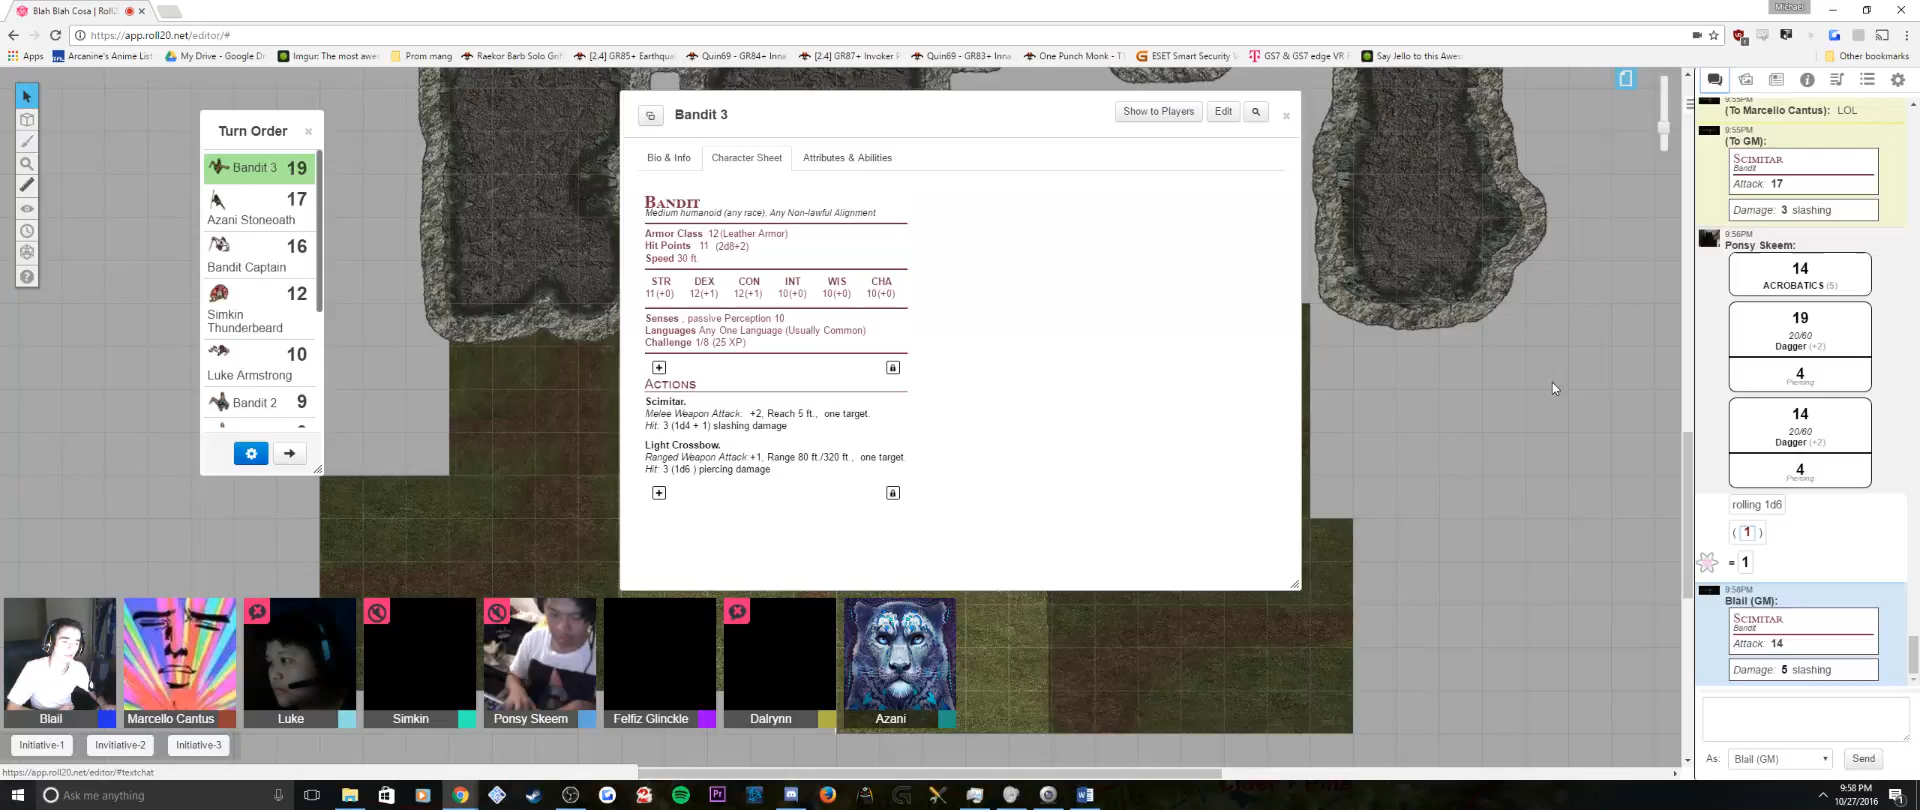 Blah Blah Cosa | Roll2
Michael
https://app.roll20.net/editor/#
Apps
Arcanine's Anime List
My Drive - Google Dr
Imgur: The most awe
Prom mang
Raekor Barb Solo Grif
[2.4] GR85+ Earthqua
Quin69 - GR84+ Inna
[2.4] GR87+ Invoker P
Quin69 - GR83+ Inna
One Punch Monk - T1
ESET Smart Security V
GS7 & GS7 edge VR F
Say Jello to this Awes
Other bookmarks
Turn Order
Bandit 3 19
17
Azani Stoneoath
16
Bandit Captain
12
Simkin
Thunderbeard
10
Luke Armstrong
Bandit 2 9
Bandit 3
Show to Players
Edit
Bio & Info
Character Sheet
Attributes & Abilities
BANDIT
Medium humanoid (any race), Any Non-lawful Alignment
Armor Class 12 (Leather Armor)
Hit Points 11 (2d8+2)
Speed 30 ft.
STR DEX CON INT WIS CHA
11(+0) 12(+1) 12(+1) 10(+0) 10(+0) 10(+0)
Senses , passive Perception 10
Languages Any One Language (Usually Common)
Challenge 1/8 (25 XP)
ACTIONS
Scimitar.
Melee Weapon Attack: +2, Reach 5 ft., one target.
Hit: 3 (1d4 + 1) slashing damage
Light Crossbow.
Ranged Weapon Attack:+1, Range 80 ft./320 ft., one target.
Hit: 3 (1d6 ) piercing damage
9:55PM
(To Marcello Cantus): LOL
9:55PM
(To GM):
SCIMITAR
Bandit
Attack: 17
Damage: 3 slashing
9:56PM
Ponsy Skeem:
14
ACROBATICS (5)
19
20/60
Dagger (+2)
4
Piercing
14
20/60
Dagger (+2)
4
Piercing
rolling 1d6
( 1 )
= 1
9:58PM
Blail (GM):
SCIMITAR
Bandit
Attack: 14
Damage: 5 slashing
Blail
Marcello Cantus
Luke
Simkin
Ponsy Skeem
Felfiz Glinckle
Dalrynn
Azani
Initiative-1
Invitiative-2
Initiative-3
As:
Blail (GM)
Send
https://app.roll20.net/editor/#textchat
Ask me anything
9:58 PM
10/27/2016